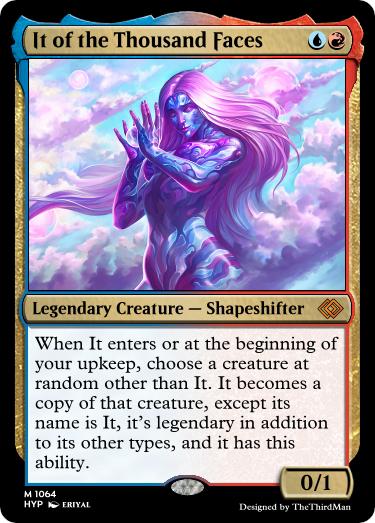 It of the Thousand Faces
Legendary Creature — Shapeshifter
When It enters or at the beginning of
your upkeep, choose a creature at
random other than It. It becomes a
copy of that creature, except its
name is It, it's legendary in addition
to its other types, and it has this
ability.
0/1
M 1064
HYP ERIYAL
Designed by TheThirdMan